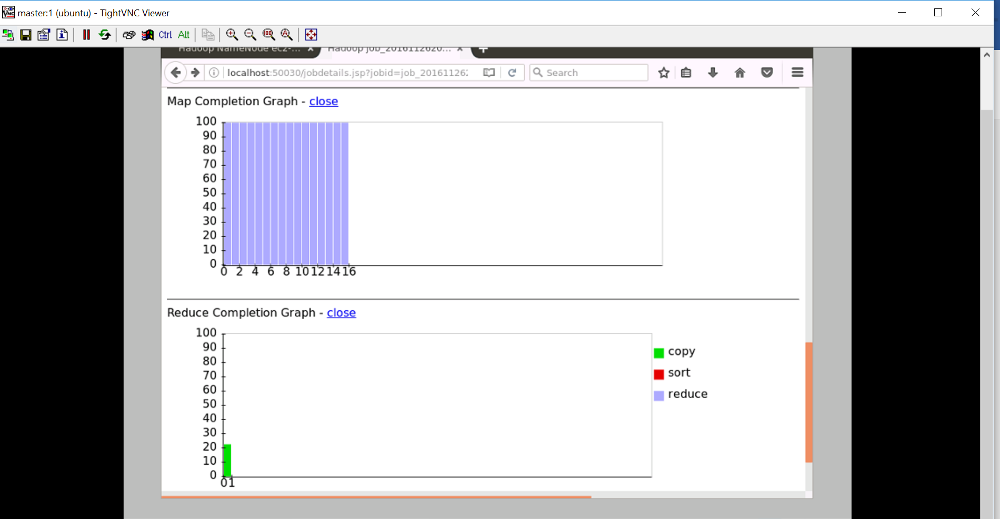 master:1 (ubuntu) - TightVNC Viewer
Ctrl Alt
Hadoop NameNode ec2-... × Hadoop job_2016112620... ×
localhost:50030/jobdetails.jsp?jobid=job_20161126 Search
Map Completion Graph - close
100
90
80
70
60
50
40
30
20
10
0
0 2 4 6 8 10 12 14 16
Reduce Completion Graph - close
100
90
80
70
60
50
40
30
20
10
0
0 1
copy
sort
reduce